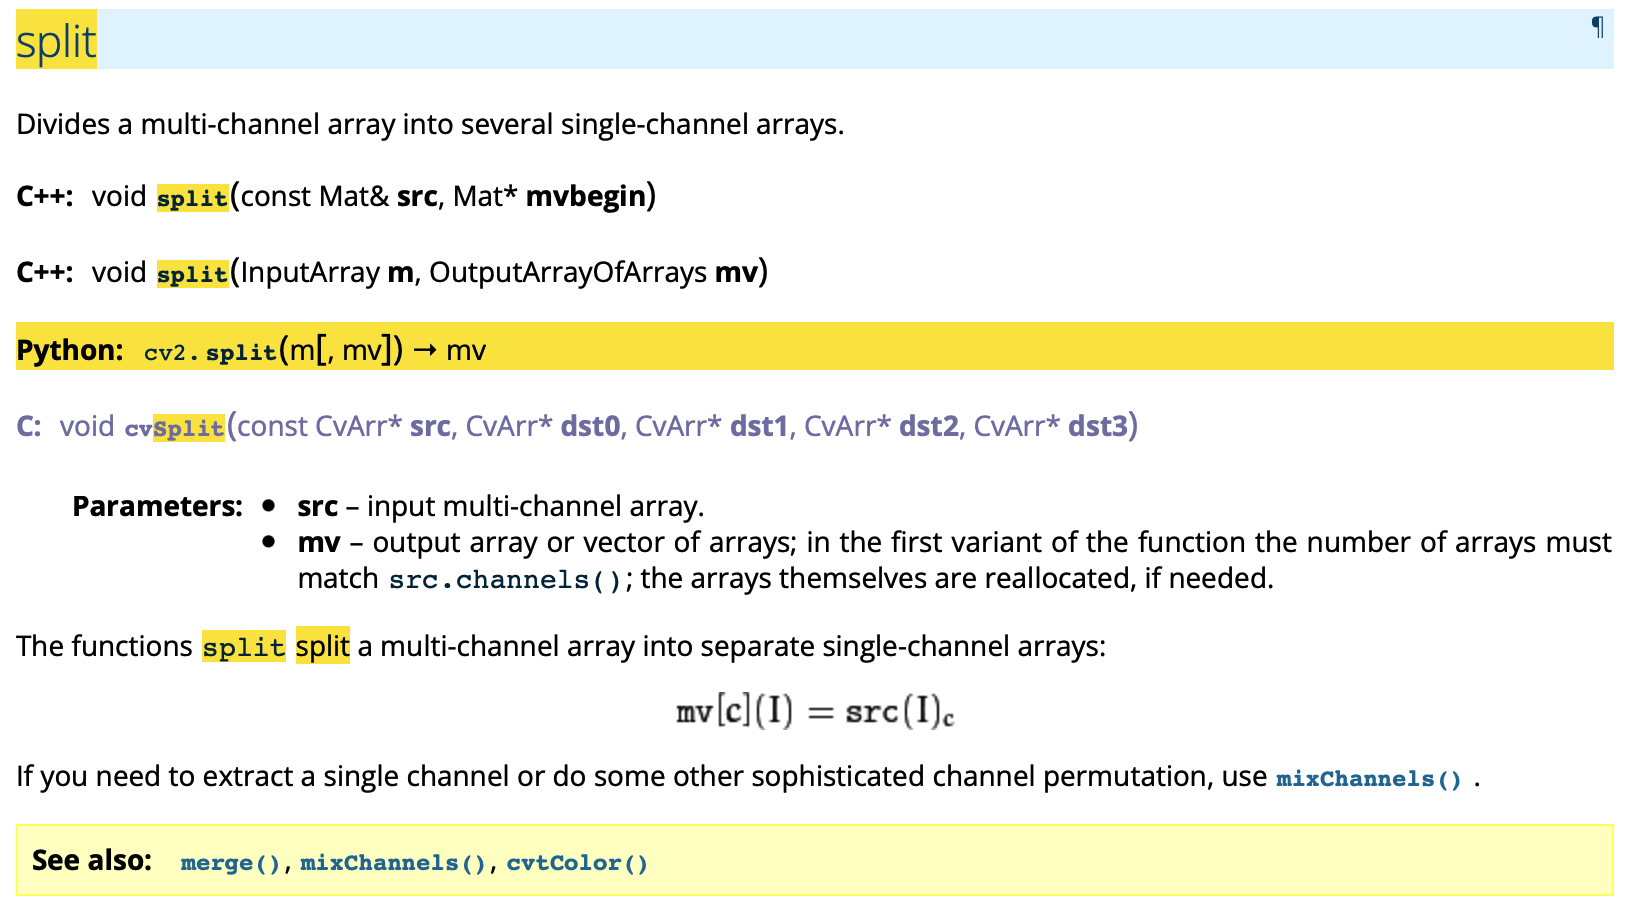 split ¶
Divides a multi-channel array into several single-channel arrays.
C++: void split(const Mat& src, Mat* mvbegin)
C++: void split(InputArray m, OutputArrayOfArrays mv)
Python: cv2.split(m[, mv]) → mv
C: void cvSplit(const CvArr* src, CvArr* dst0, CvArr* dst1, CvArr* dst2, CvArr* dst3)
Parameters: • src – input multi-channel array.
• mv – output array or vector of arrays; in the first variant of the function the number of arrays must
match src.channels(); the arrays themselves are reallocated, if needed.
The functions split split a multi-channel array into separate single-channel arrays:
mv[c](I) = src(I)c
If you need to extract a single channel or do some other sophisticated channel permutation, use mixChannels() .
See also: merge(), mixChannels(), cvtColor()